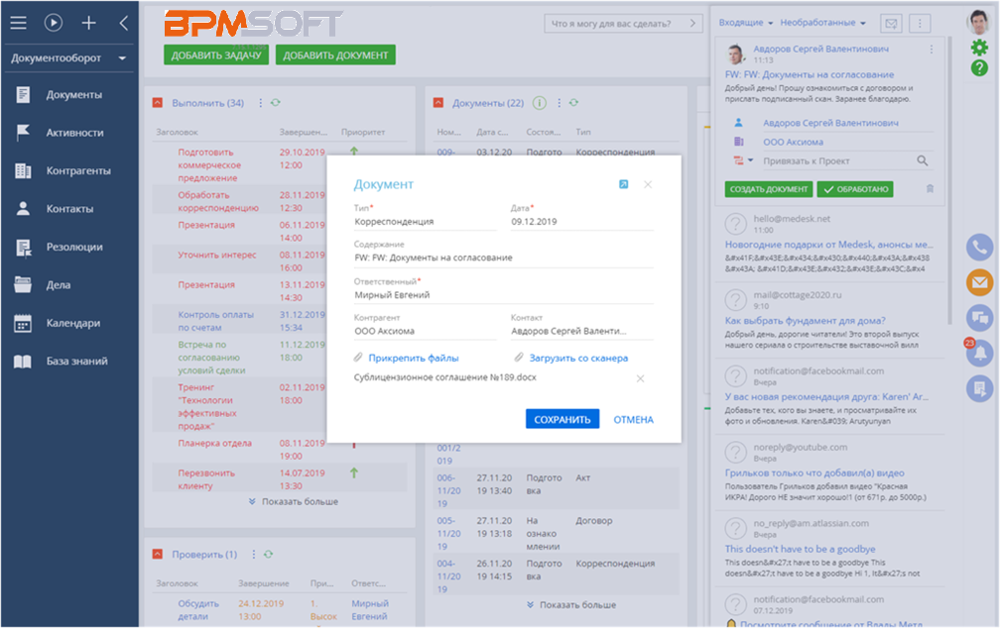 BPMSOFT
Что я могу для вас сделать?
ДОБАВИТЬ ЗАДАЧУ
ДОБАВИТЬ ДОКУМЕНТ
Документооборот
Документы
Активности
Контрагенты
Контакты
Резолюции
Дела
Календари
База знаний
Выполнить (34)
Заголовок Завершен... Приоритет
Подготовить
коммерческое
предложение
29.10.2019
12:00
Обработать
корреспонденцию
28.11.2019
12:30
Презентация
06.11.2019
14:00
Уточнить интерес
08.11.2019
16:00
Презентация
13.11.2019
14:30
Контроль оплаты
по счетам
31.12.2019
15:34
Встреча по
согласованию
условий сделки
11.12.2019
18:00
Тренинг
"Технологии
эффективных
продаж"
02.11.2019
18:00
Планерка отдела
08.11.2019
19:00
Перезвонить
клиенту
14.07.2019
13:30
Показать больше
Проверить (1)
Заголовок Завершение При... Ответс...
Обсудить
детали
24.12.2019
13:00
1.
Высок
Мирный
Евгений
Документы (22)
Ном... Дата с... Состоя... Тип
009- 03.12.20 Подгото Корреспонденция
Документ
Тип*
Корреспонденция
Дата*
09.12.2019
Содержание
FW: FW: Документы на согласование
Ответственный*
Мирный Евгений
Контрагент
ООО Аксиома
Контакт
Авдоров Сергей Валенти...
Прикрепить файлы
Загрузить со сканера
Сублицензионное соглашение №189.docx
СОХРАНИТЬ
ОТМЕНА
001/2
019
006-
11/20
19
27.11.20
19 13:40
Подгото
вка
Акт
005-
11/20
19
27.11.20
19 13:18
На
ознако
млении
Договор
004-
11/20
19
26.11.20
19 14:15
Подгото
вка
Корреспонденция
Показать больше
Входящие
Необработанные
Авдоров Сергей Валентинович
11:13
FW: FW: Документы на согласование
Добрый день! Прошу ознакомиться с договором и
прислать подписанный скан. Заранее благодарю.
Авдоров Сергей Валентинович
ООО Аксиома
Привязать к Проект
СОЗДАТЬ ДОКУМЕНТ
ОБРАБОТАНО
hello@medesk.net
11:00
Новогодние подарки от Medesk, анонсы ме...
&#x41F;&#x43E;&#x434;&#x430;&#x440;&#x43A;&#x438
&#x43A; &#x41D;&#x43E;&#x432;&#x43E;&#x43C;&#x4
mail@cottage2020.ru
9:10
Как выбрать фундамент для дома?
Добрый день, дорогие читатели! Это второй выпуск
нашего сериала о строительстве выставочной вилл
notification@facebookmail.com
Вчера
У вас новая рекомендация друга: Karen' Ar...
Добавьте тех, кого вы знаете, и просматривайте их
фото и обновления. Karen&#039; Arutyunyan
noreply@youtube.com
Вчера
Грильков только что добавил(а) видео
Пользователь Грильков добавил видео "Красная
ИКРА! Дорого НЕ значит хорошо!1 (от 671р. до 5000р.)
no_reply@am.atlassian.com
Вчера
This doesn't have to be a goodbye
This doesn&#x27;t have to be a goodbye This
doesn&#x27;t have to be a goodbye Hi 1, It&#x27;s not
notification@facebookmail.com
07.12.2019
Посмотрите сообщение от Влады Мета
23